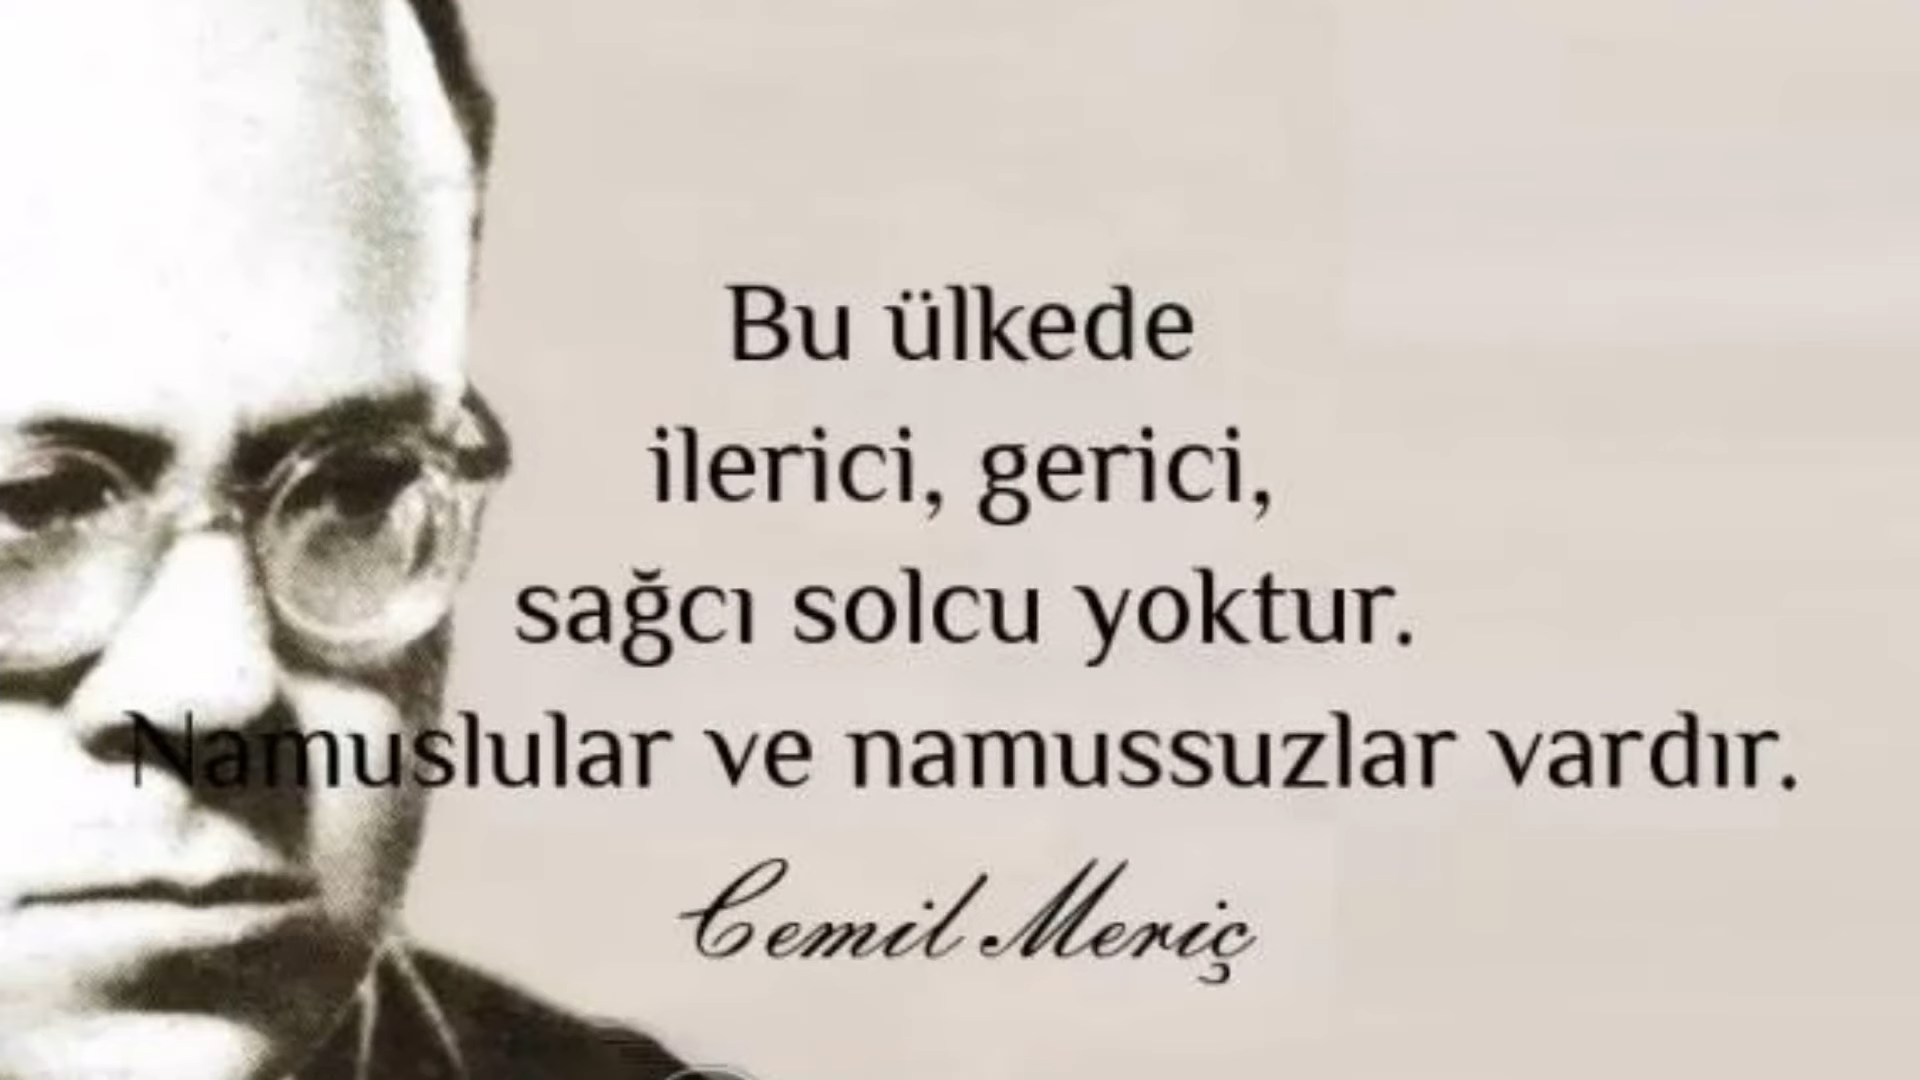 Bu ülkede
ilerici, gerici,
sağcı solcu yoktur.
Namuslular ve namussuzlar vardır.
Cemil Meriç